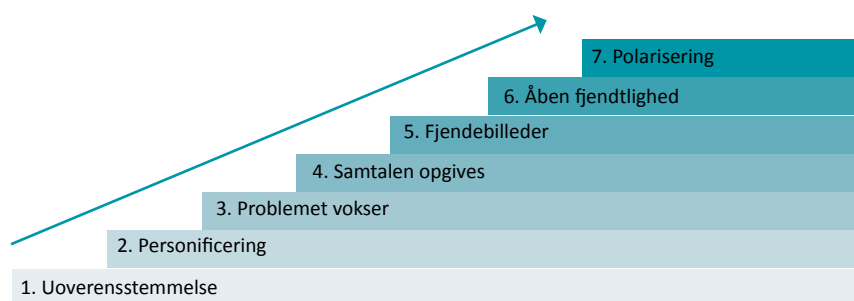 7. Polarisering
6. Åben fjendtlighed
5. Fjendebilleder
4. Samtalen opgives
3. Problemet vokser
2. Personificering
1. Uoverensstemmelse